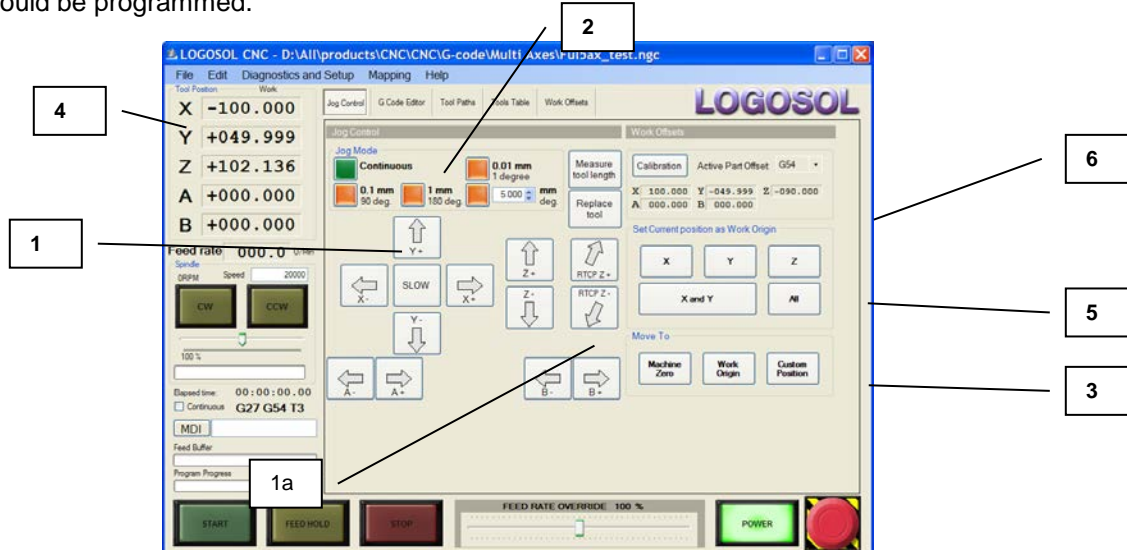 ould be programmed.
2
LOGOSOL CNC - D:\All\products\CNC\CNC\G-code\Multi Axes\Ful5ax_test.ngc
File Edit Diagnostics and Setup Mapping Help
Tool Position Work
Jog Control G Code Editor Tool Paths Tools Table Work Offsets
LOGOSOL
4
X -100.000
Y +049.999
Z +102.136
A +000.000
B +000.000
Feed rate 000.0
Spindle
0RPM Speed 20000
CW CCW
100 %
Elapsed time: 00:00:00.00
Continuous G27 G54 T3
MDI
Feed Buffer
Program Progress
1
Jog Control
Jog Mode
Continuous
0.01 mm
1 degree
0.1 mm
90 deg.
1 mm
180 deg.
5.000 mm
deg.
Measure
tool length
Replace
tool
Y+
X- SLOW X+
Y-
Z+
Z-
RTCP Z+
RTCP Z-
A- A+
B- B+
Work Offsets
Calibration Active Part Offset G54
X 100.000 Y -049.999 Z -090.000
A 000.000 B 000.000
Set Current position as Work Origin
X Y Z
X and Y All
Move To
Machine
Zero
Work
Origin
Custom
Position
6
5
3
1a
START FEED HOLD STOP
FEED RATE OVERRIDE 100 %
POWER